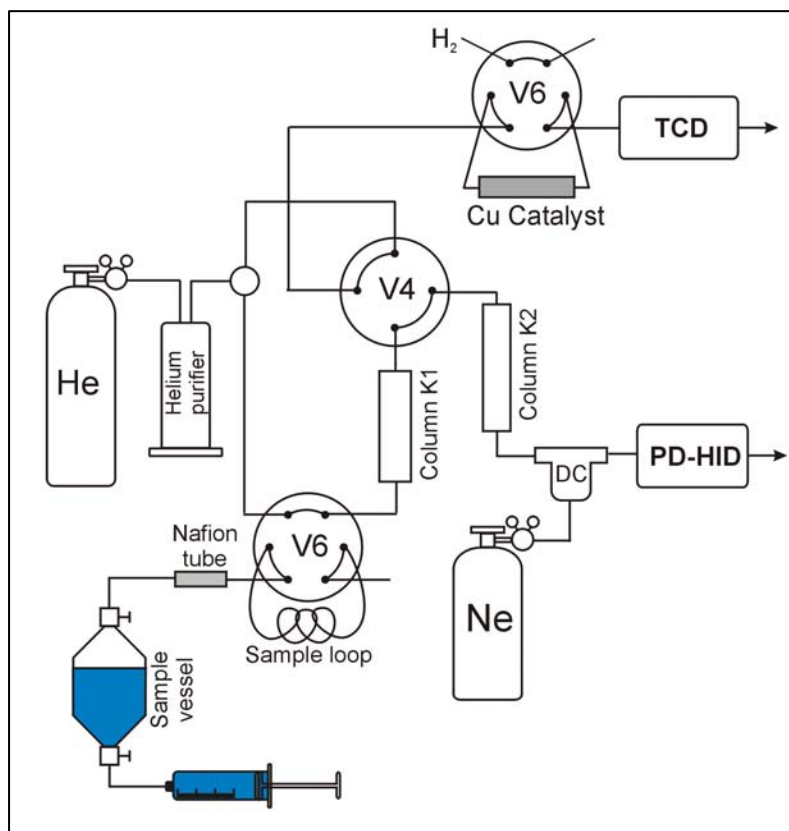 H2
V6
TCD
Cu Catalyst
V4
He
Helium
purifier
Column K1
Column K2
DC
PD-HID
Nafion
tube
V6
Sample loop
Ne
Sample
vessel